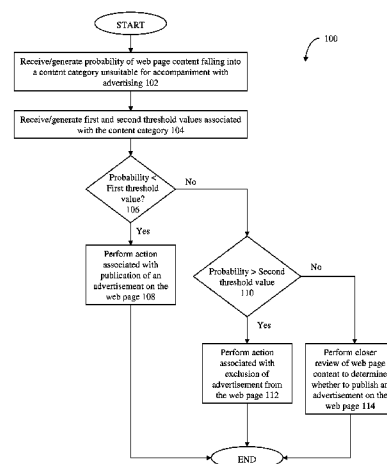 START
100
Receive/generate probability of web page content falling into
a content category unsuitable for accompaniment with
advertising 102
Receive/generate first and second threshold values associated
with the content category 104
Probability <
First threshold
value?
106
No
Yes
Perform action
associated with
publication of an
advertisement on the
web page 108
Probability > Second
threshold value
110
No
Yes
Perform action
associated with
exclusion of
advertisement from
the web page 112
Perform closer
review of web page
content to determine
whether to publish an
advertisement on the
web page 114
END